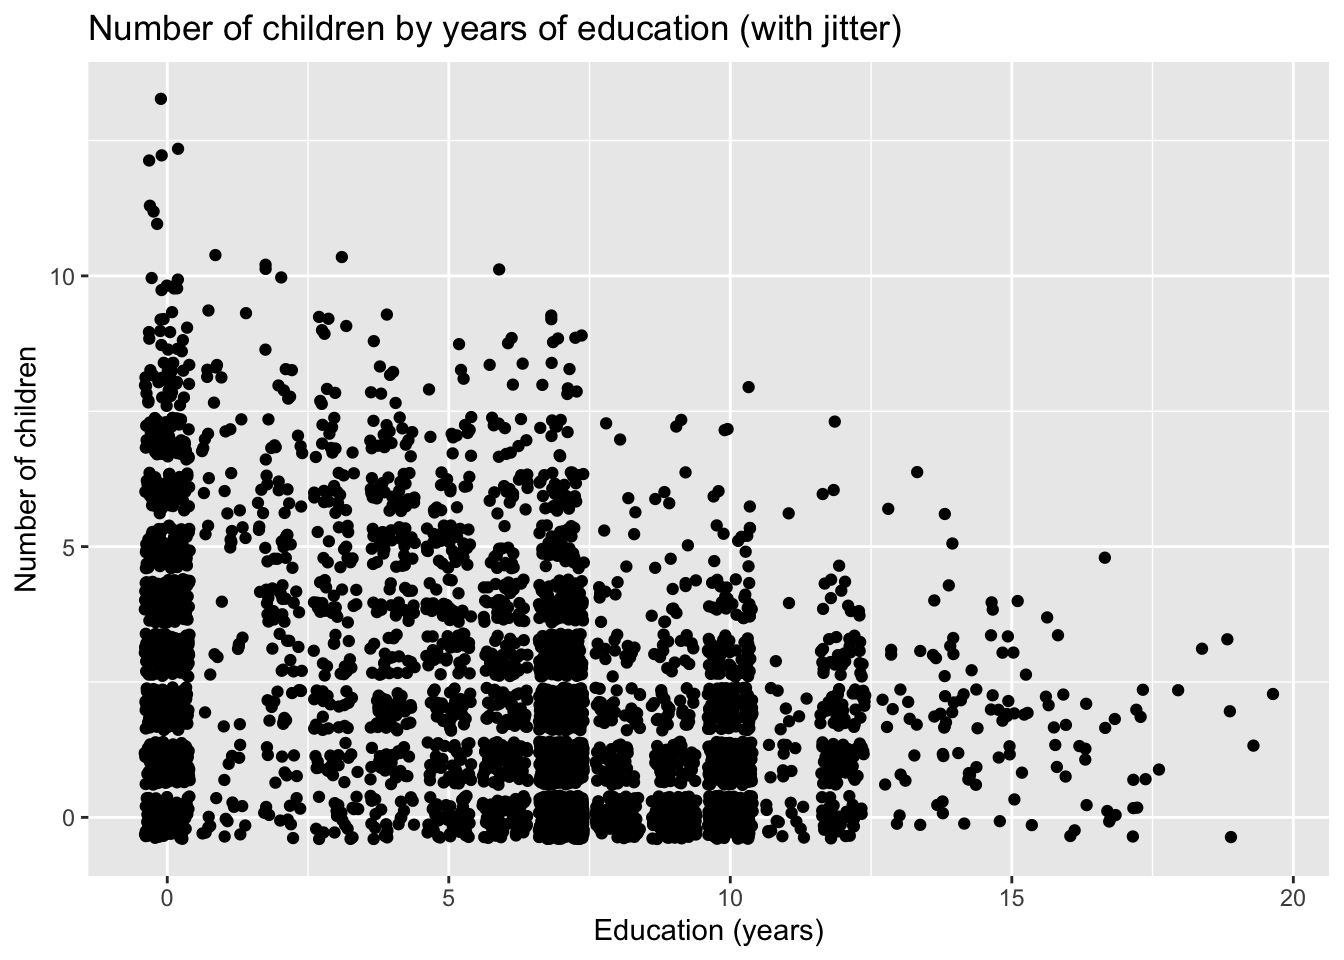 Number of children by years of education (with jitter)
Number of children
10
5
0
0
5
10
15
20
Education (years)